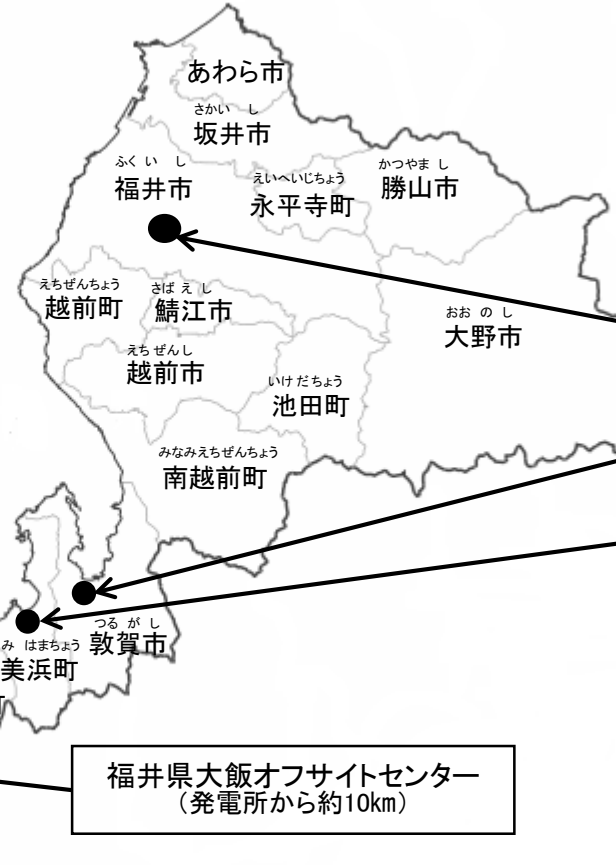 あわら市
さかい し
坂井市
ふく い し
福井市
えいへいじちょう
永平寺町
かつやま し
勝山市
えちぜんちょう
越前町
さば え し
鯖江市
おお の し
大野市
えち ぜんし
越前市
いけ だちょう
池田町
みなみえちぜんちょう
南越前町
つる が し
敦賀市
み はまちょう
美浜町
福井県大飯オフサイトセンター
（発電所から約10km）